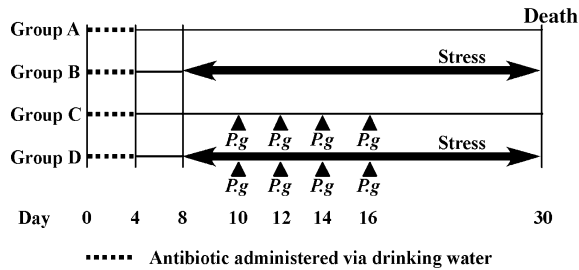 Death
Group A
Group B Stress
Group C
P.g P.g P.g P.g
Group D Stress
P.g P.g P.g P.g
Day 0 4 8 10 12 14 16 30
Antibiotic administered via drinking water